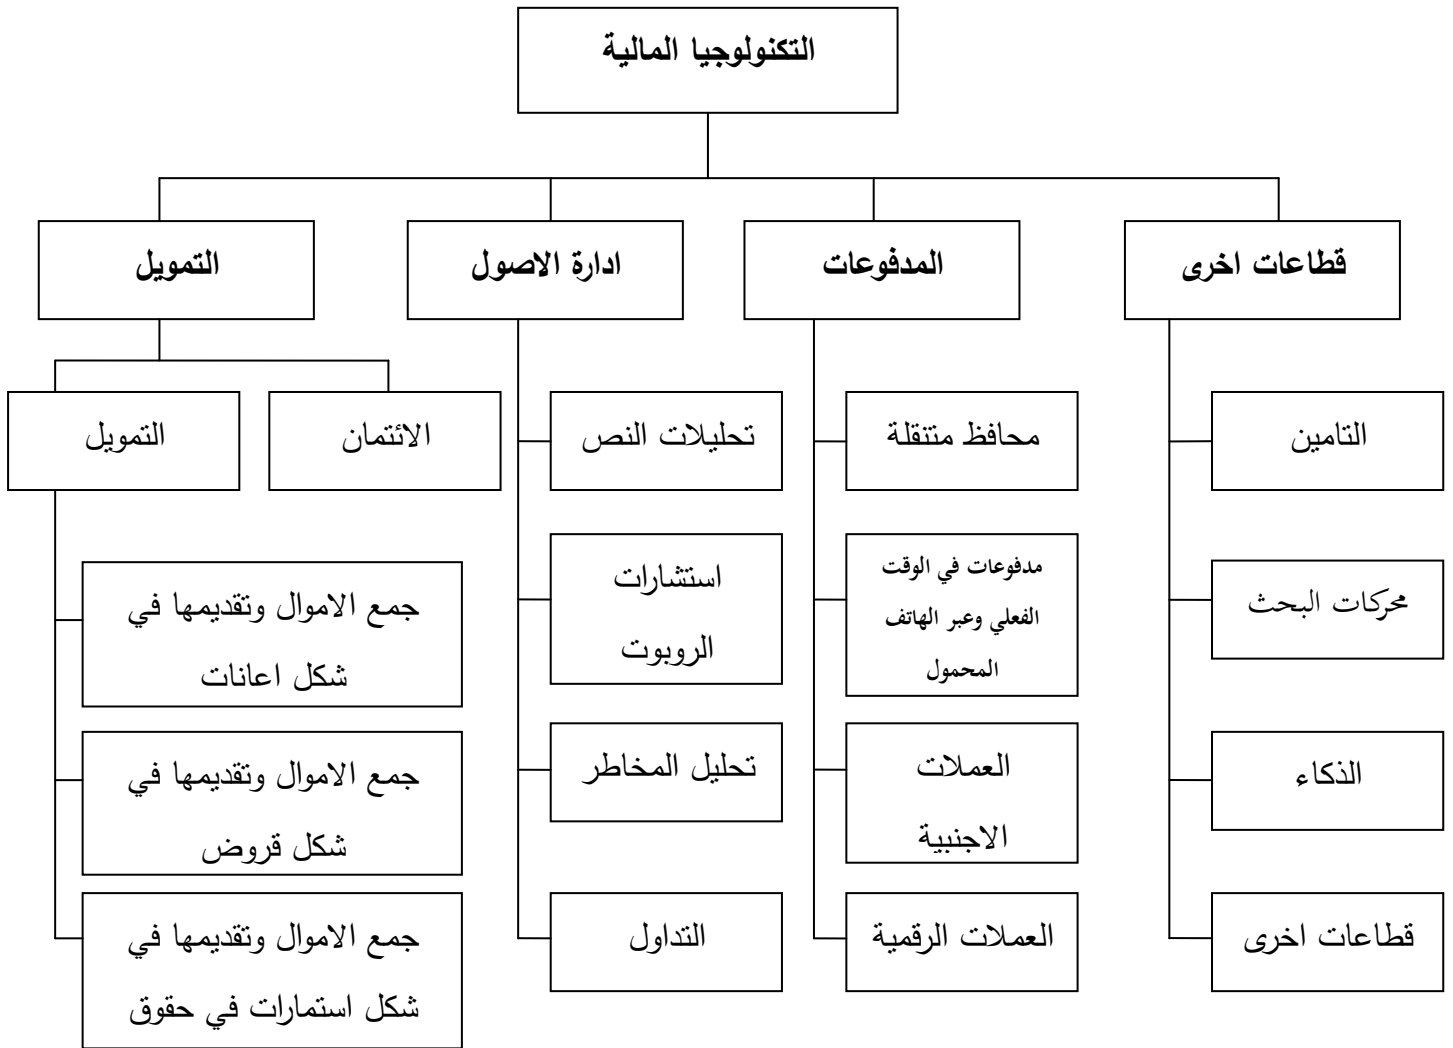 التكنولوجيا المالية
قطاعات اخرى
المدفوعات
ادارة الاصول
التمويل
التامين
محركات البحث
الذكاء
قطاعات اخرى
محافظ متنقلة
مدفوعات في الوقت
الفعلي وعبر الهاتف
المحمول
العملات
الاجنبية
العملات الرقمية
تحليلات النص
استشارات
الروبوت
تحليل المخاطر
التداول
الائتمان
التمويل
جمع الاموال وتقديمها في
شكل اعانات
جمع الاموال وتقديمها في
شكل قروض
جمع الاموال وتقديمها في
شكل استمارات في حقوق